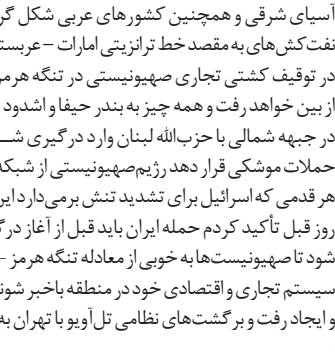 آسیای شرقی و همچنین کشورهای عربی شکل گر
نفت‌کش‌های به مقصد خط ترانزیتی امارات – عربست
در توقیف کشتی تجاری صهیونیستی در تنگه هرمز
از بین خواهد رفت و همه چیز به بندر حیفا و اشدود
در جبهه شمالی با حزب‌الله لبنان وارد درگیری شـ
حملات موشکی قرار دهد رژیم‌صهیونیستی از شبکه
هر قدمی که اسرائیل برای تشدید تنش برمی‌دارد این
روز قبل تأکید کردم حمله ایران باید قبل از آغاز درگ
شود تا صهیونیست‌ها به خوبی از معادله تنگه هرمز –
سیستم تجاری و اقتصادی خود در منطقه باخبر شوند
و ایجاد رفت و برگشت‌های نظامی تل‌آویو با تهران به